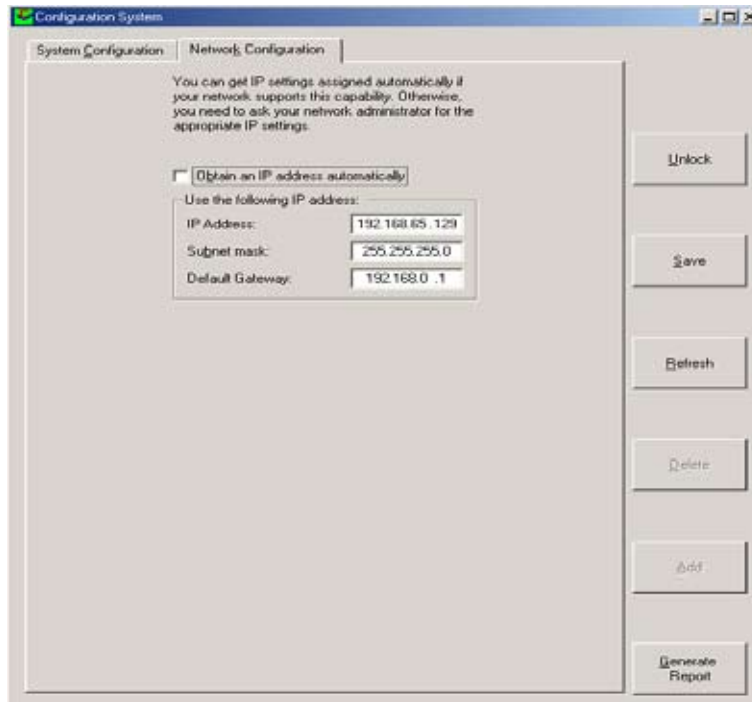 Configuration System
System Configuration
Network Configuration
You can get IP settings assigned automatically if
your network supports this capability. Otherwise,
you need to ask your network administrator for the
appropriate IP settings.
Obtain an IP address automatically
Use the following IP address:
IP Address: 192.168.65.129
Subnet mask: 255.255.255.0
Default Gateway: 192.168.0 .1
Unlock
Save
Refresh
Delete
Add
Generate
Report